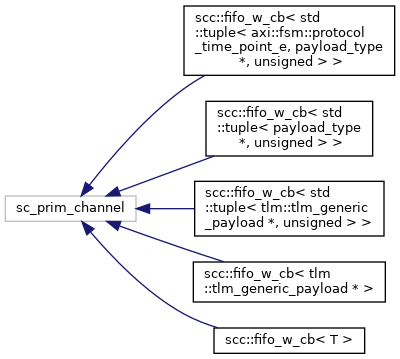 scc::fifo_w_cb< std
::tuple< axi::fsm::protocol
_time_point_e, payload_type
*, unsigned > >
scc::fifo_w_cb< std
::tuple< payload_type
*, unsigned > >
sc_prim_channel
scc::fifo_w_cb< std
::tuple< tlm::tlm_generic
_payload *, unsigned > >
scc::fifo_w_cb< tlm
::tlm_generic_payload * >
scc::fifo_w_cb< T >